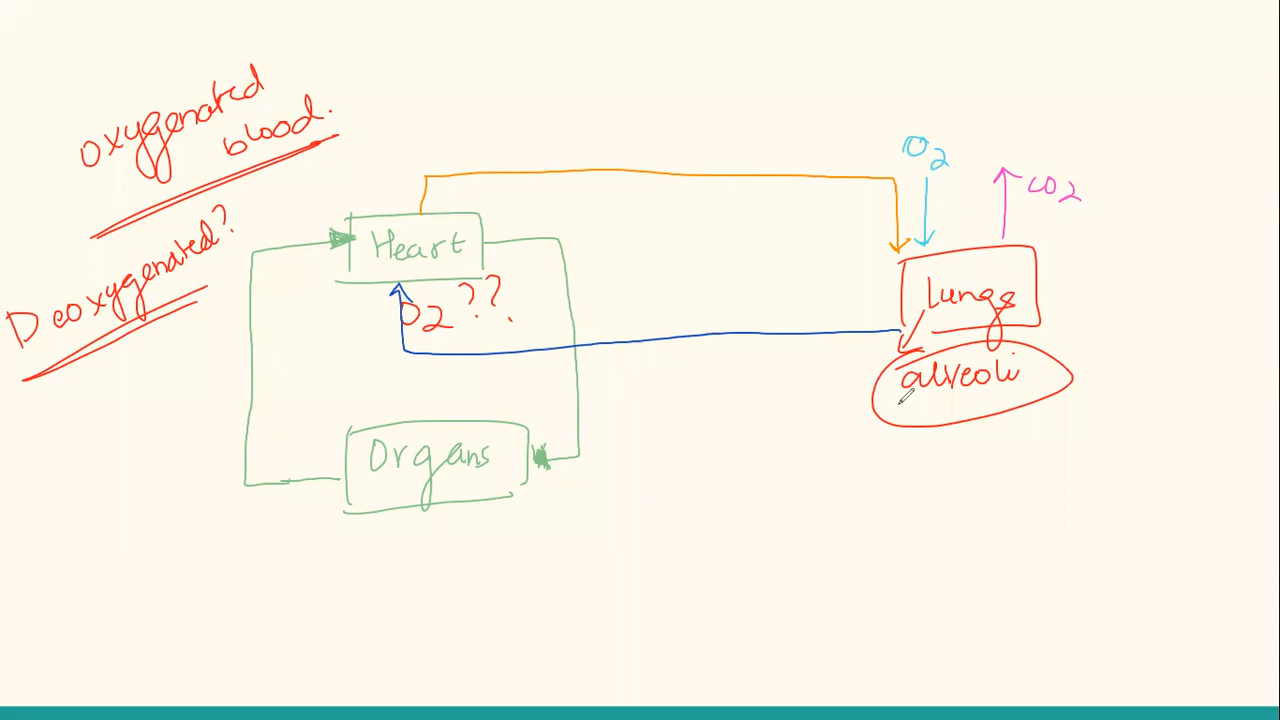 oxygenated
blood.
Deoxygenated?
Heart
O2 ??
Organs
O2
CO2
lungs
alveoli